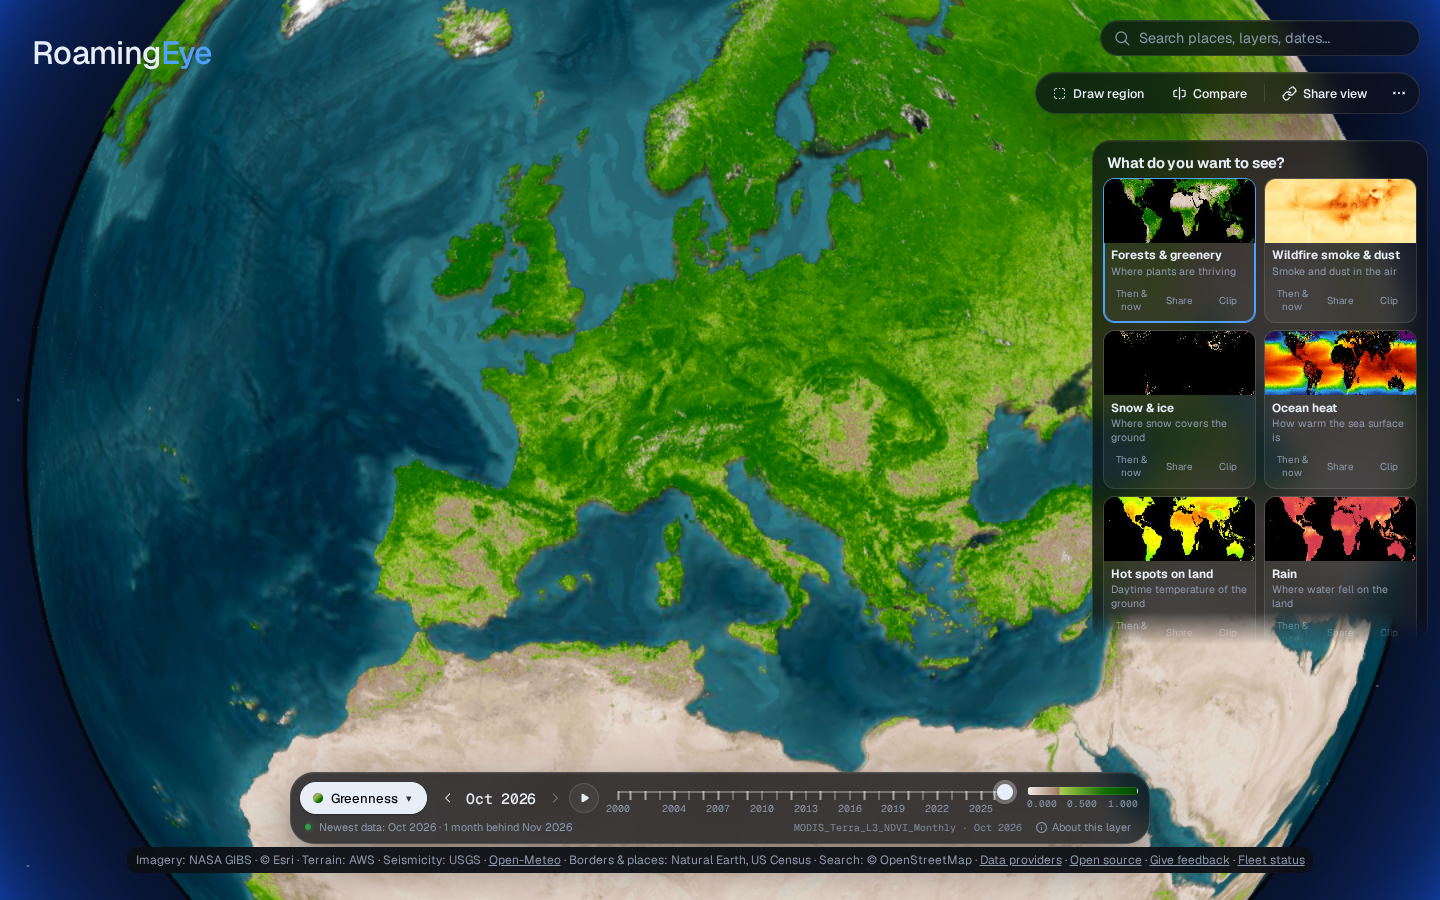 RoamingEye
Search places, layers, dates...
Draw region
Compare
Share view
What do you want to see?
Forests & greenery
Where plants are thriving
Then & now
Share
Clip
Wildfire smoke & dust
Smoke and dust in the air
Then & now
Share
Clip
Snow & ice
Where snow covers the
ground
Then & now
Share
Clip
Ocean heat
How warm the sea surface
is
Then & now
Share
Clip
Hot spots on land
Daytime temperature of the
ground
Then &
Share
Clip
Rain
Where water fell on the
land
Then &
Share
Clip
Greenness
Oct 2026
2000 2004 2007 2010 2013 2016 2019 2022 2025
0.000 0.500 1.000
Newest data: Oct 2026 · 1 month behind Nov 2026
MODIS_Terra_L3_NDVI_Monthly · Oct 2026
About this layer
Imagery: NASA GIBS · © Esri · Terrain: AWS · Seismicity: USGS · Open-Meteo · Borders & places: Natural Earth, US Census · Search: © OpenStreetMap · Data providers · Open source · Give feedback · Fleet status